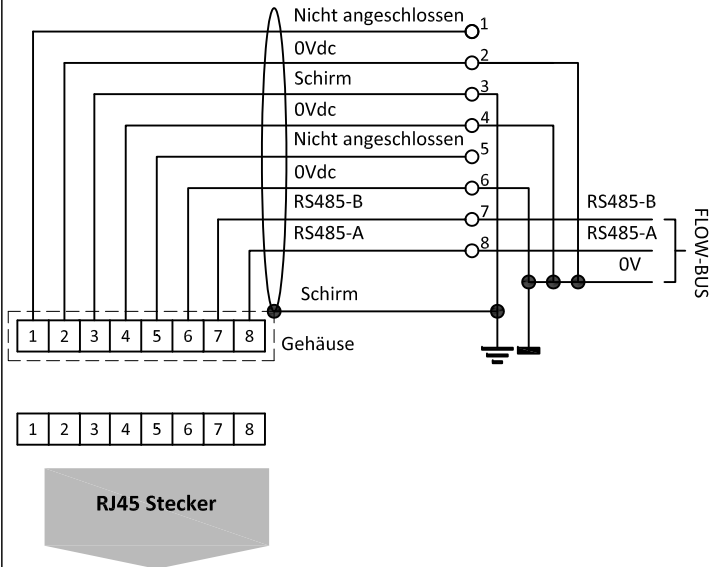 Nicht angeschlossen 1
0Vdc 2
Schirm 3
0Vdc 4
Nicht angeschlossen 5
0Vdc 6
RS485-B 7 RS485-B
RS485-A 8 RS485-A
0V
FLOW-BUS
Schirm
1 2 3 4 5 6 7 8
Gehäuse
1 2 3 4 5 6 7 8
RJ45 Stecker